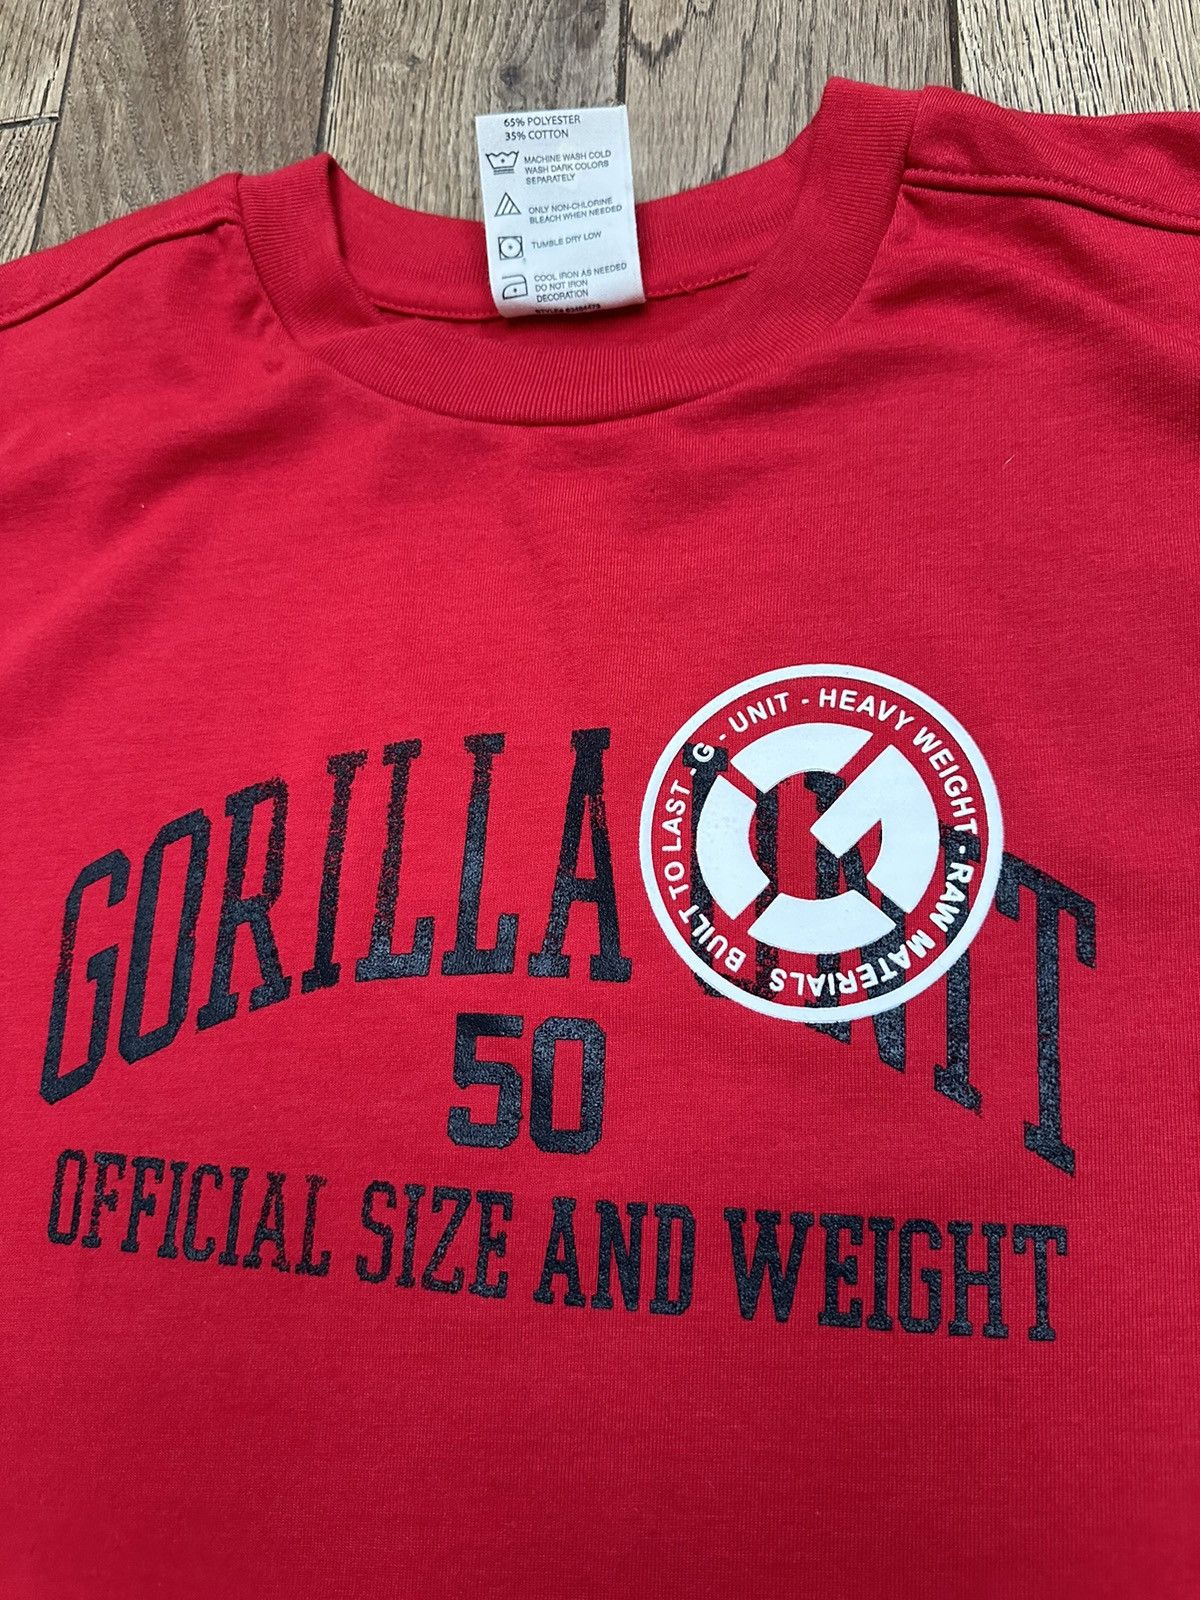 65% POLYESTER
35% COTTON
MACHINE WASH COLD
WASH DARK COLORS
SEPARATELY
ONLY NON-CHLORINE
BLEACH WHEN NEEDED
TUMBLE DRY LOW
COOL IRON AS NEEDED
DO NOT IRON
DECORATION
G - UNIT - HEAVY WEIGHT - RAW MATERIALS BUILT TO LAST -
G
GORILLA UNIT
50
OFFICIAL SIZE AND WEIGHT